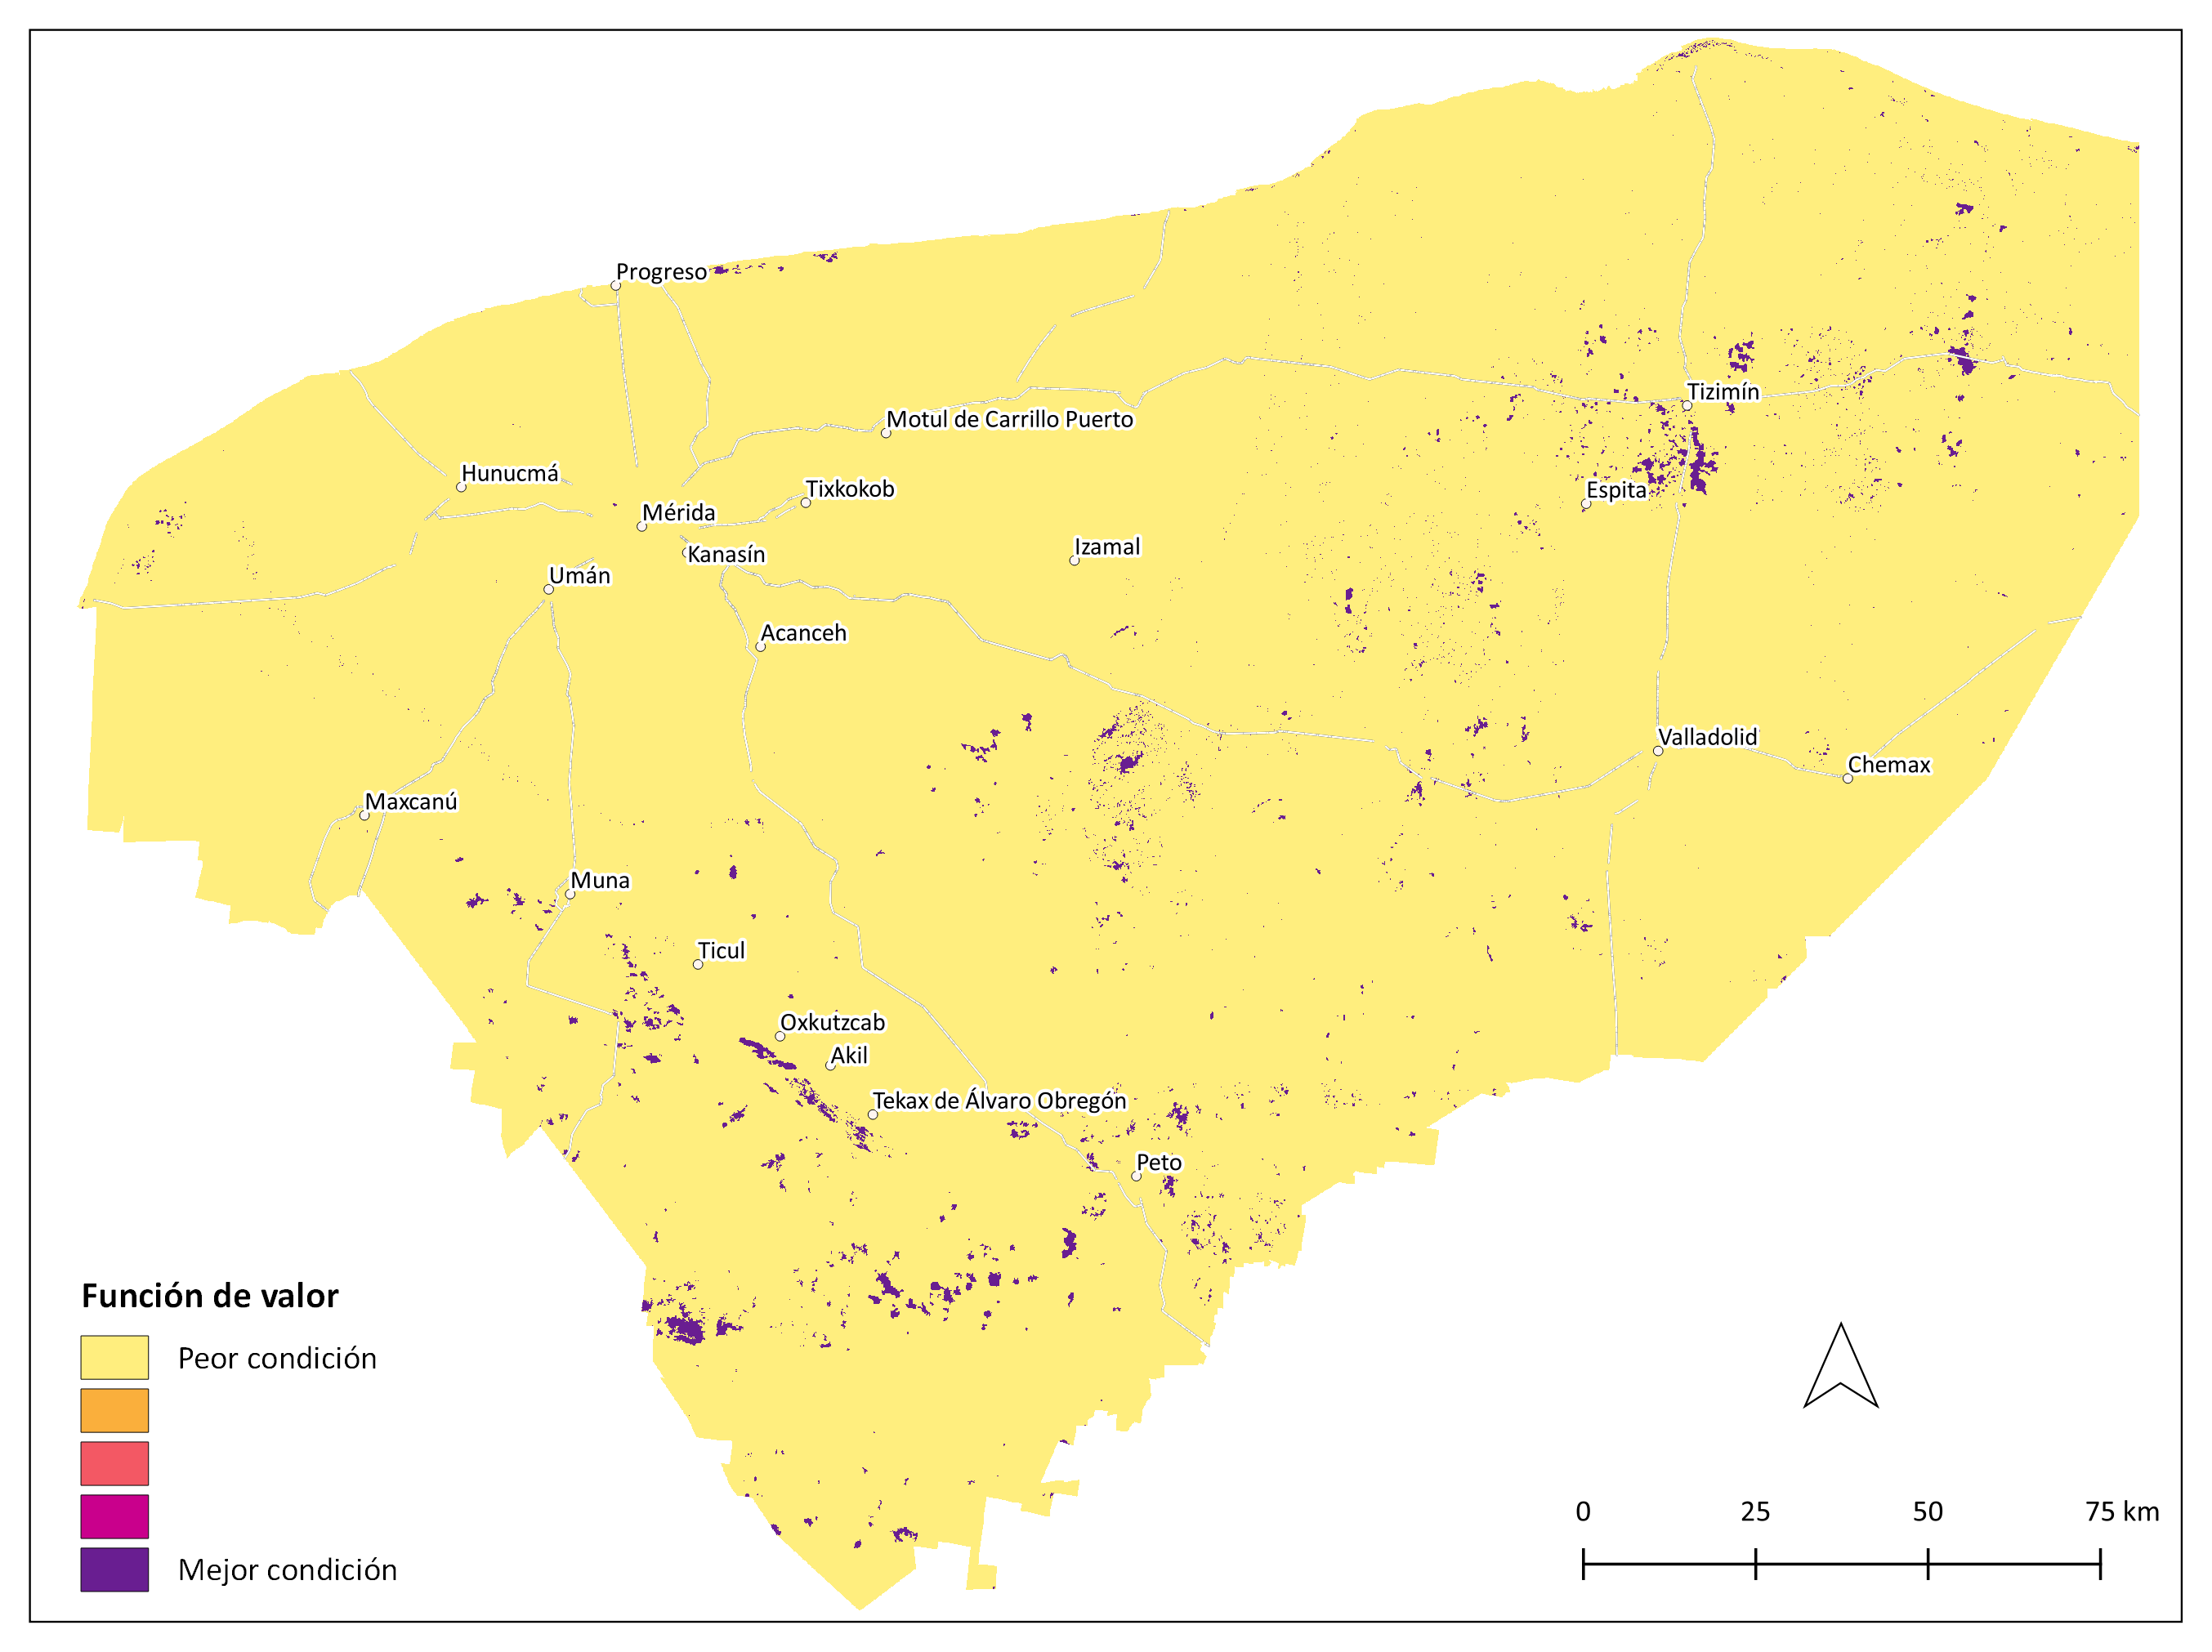 Progreso
Tizimín
Motul de Carrillo Puerto
Hunucmá
Tixkokob
Espita
Mérida
Izamal
Kanasín
Umán
Acanceh
Valladolid
Chemax
Maxcanú
Muna
Ticul
Oxkutzcab
Akil
Tekax de Álvaro Obregón
Peto
Función de valor
Peor condición
Mejor condición
0 25 50 75 km